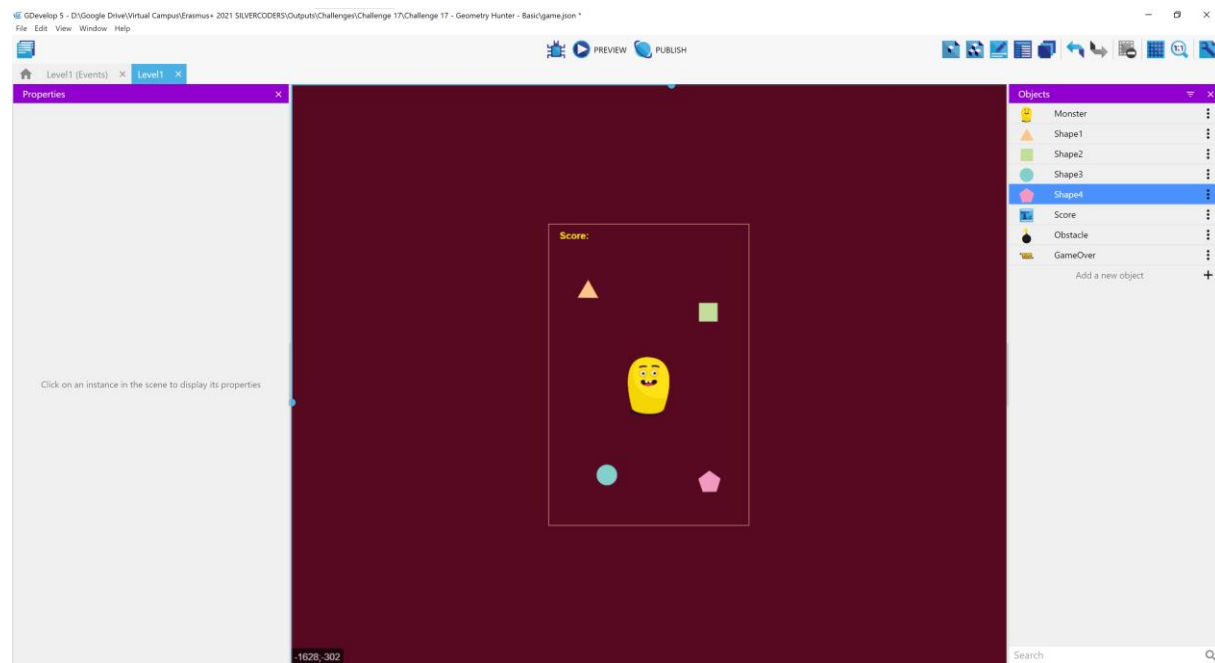 GDevelop 5 - D:\Google Drive\Virtual Campus\Erasmus+ 2021 SILVERCODERS\Outputs\Challenges\Challenge 17\Challenge 17 - Geometry Hunter - Basic\game.json *
File Edit View Window Help
PREVIEW PUBLISH
Level1 (Events) Level1
Properties
Click on an instance in the scene to display its properties
Score:
-1628;-302
Objects
Monster
Shape1
Shape2
Shape3
Shape4
Score
Obstacle
GameOver
Add a new object
Search